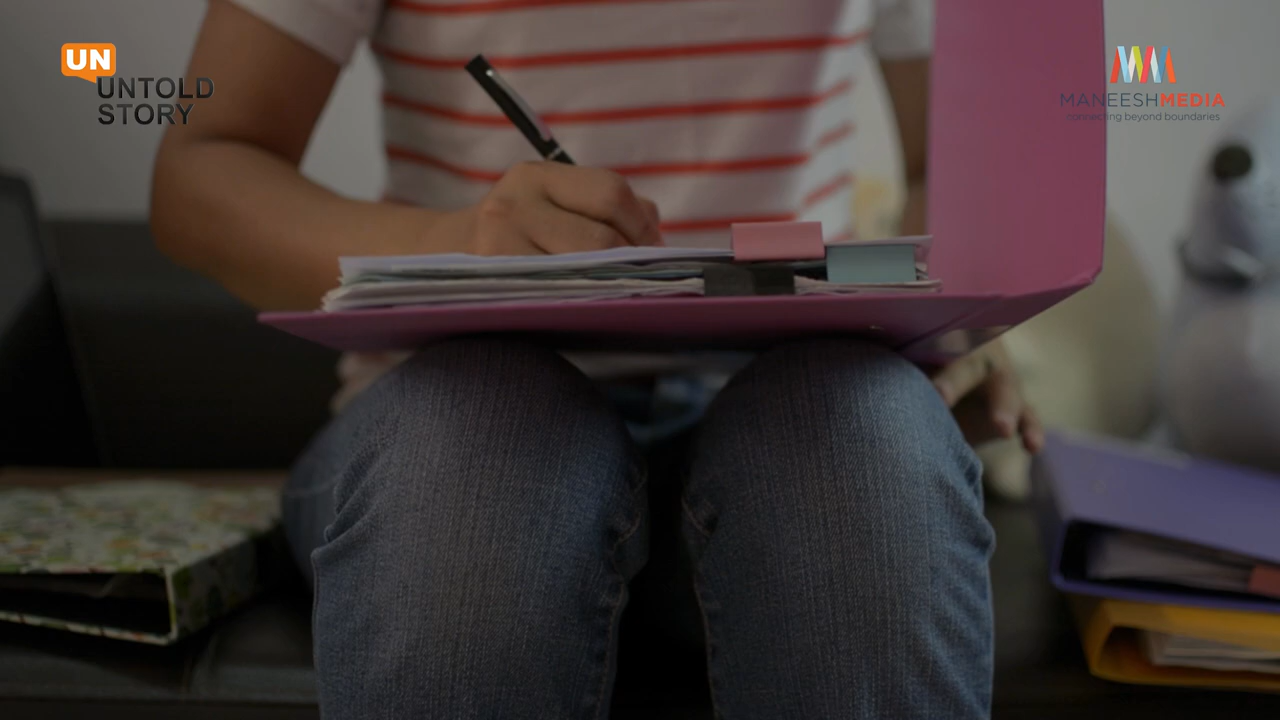 UN
UNTOLD
STORY
MANEESHMEDIA
connecting beyond boundaries